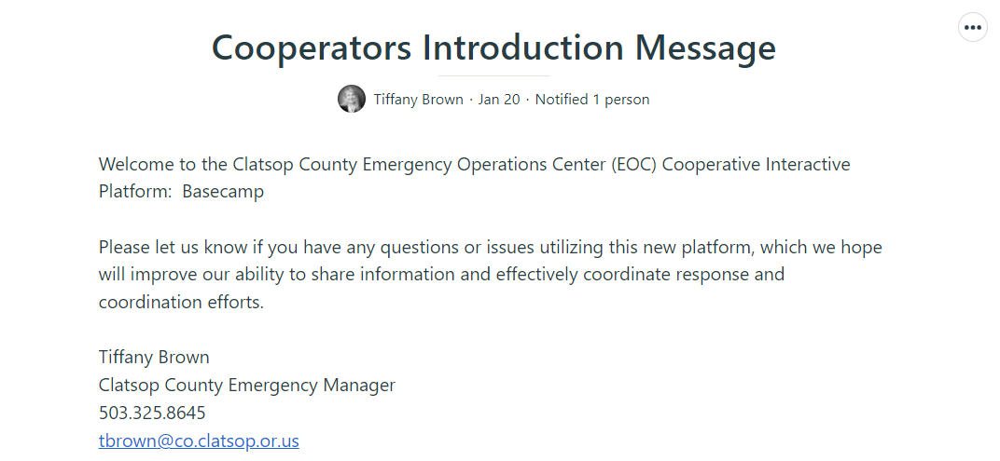 Cooperators Introduction Message
Tiffany Brown · Jan 20 · Notified 1 person
Welcome to the Clatsop County Emergency Operations Center (EOC) Cooperative Interactive
Platform:  Basecamp
Please let us know if you have any questions or issues utilizing this new platform, which we hope
will improve our ability to share information and effectively coordinate response and
coordination efforts.
Tiffany Brown
Clatsop County Emergency Manager
503.325.8645
tbrown@co.clatsop.or.us